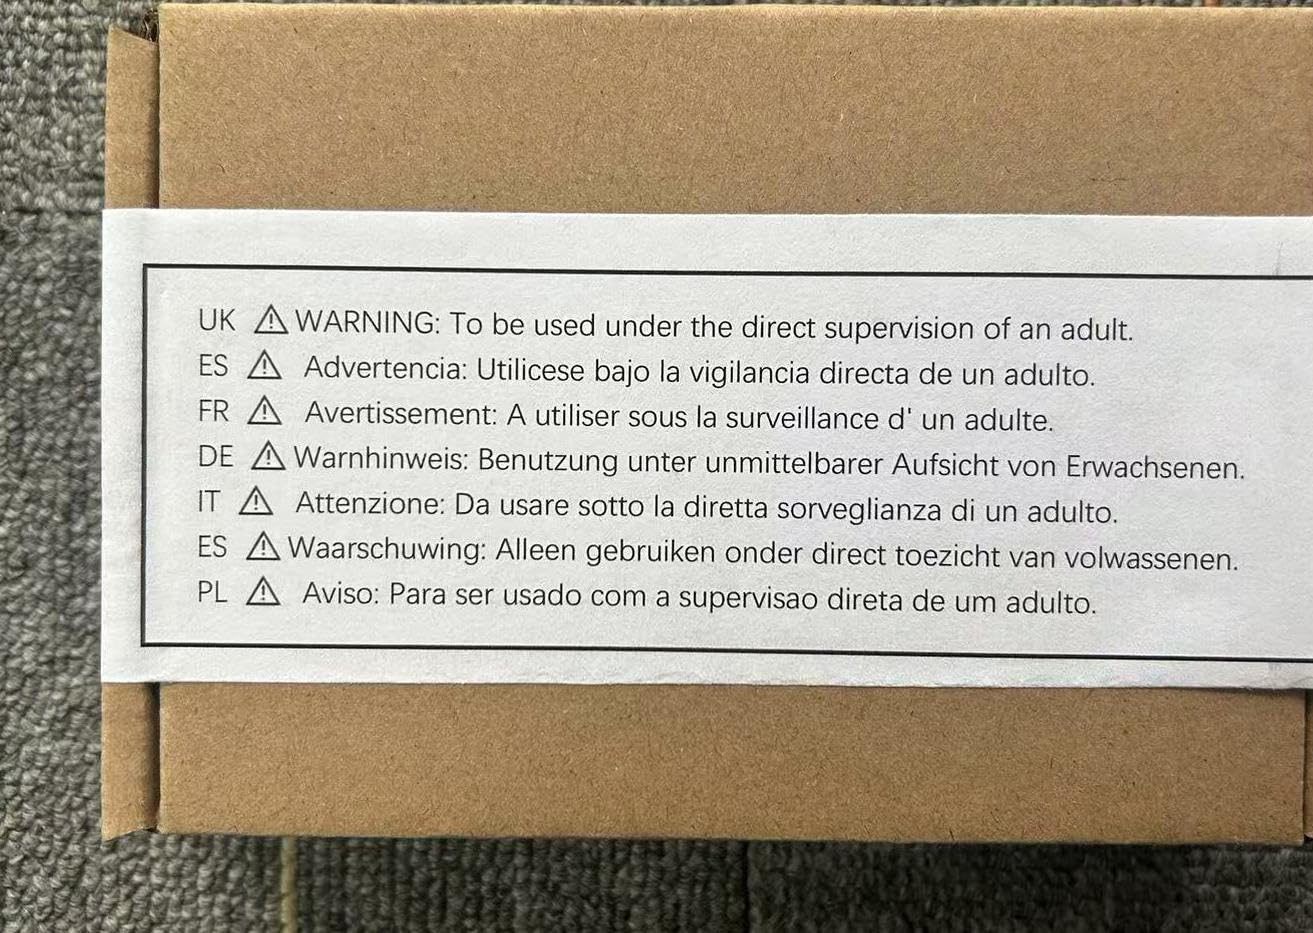 UK ⚠ WARNING: To be used under the direct supervision of an adult.
ES ⚠ Advertencia: Utilicese bajo la vigilancia directa de un adulto.
FR ⚠ Avertissement: A utiliser sous la surveillance d' un adulte.
DE ⚠ Warnhinweis: Benutzung unter unmittelbarer Aufsicht von Erwachsenen.
IT ⚠ Attenzione: Da usare sotto la diretta sorveglianza di un adulto.
ES ⚠ Waarschuwing: Alleen gebruiken onder direct toezicht van volwassenen.
PL ⚠ Aviso: Para ser usado com a supervisao direta de um adulto.